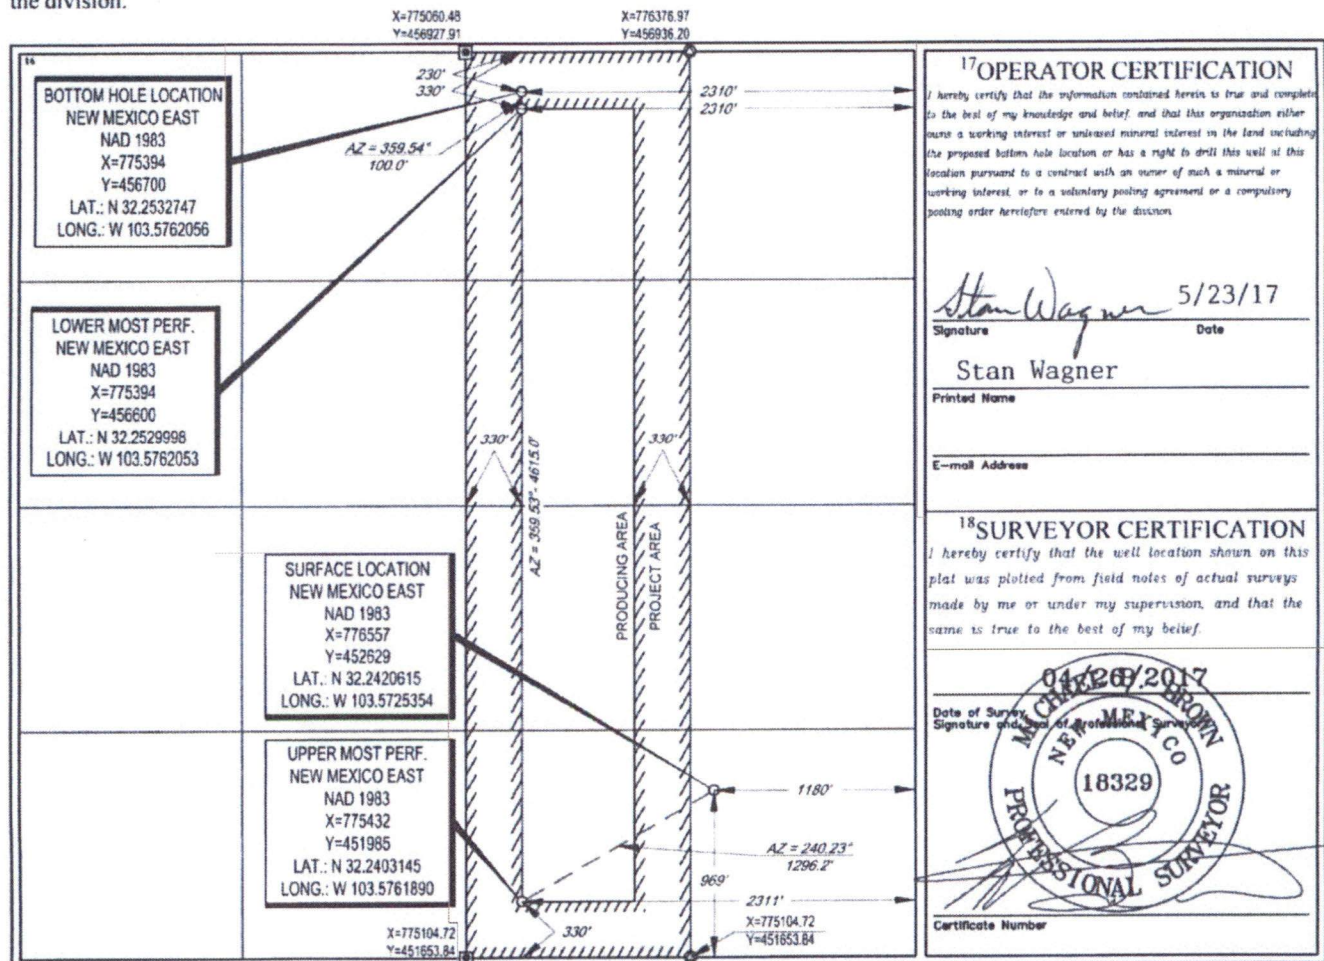 the division.
X=775060.48
Y=456927.91
X=776376.97
Y=456936.20
16
BOTTOM HOLE LOCATION
NEW MEXICO EAST
NAD 1983
X=775394
Y=456700
LAT.: N 32.2532747
LONG.: W 103.5762056
230'
330'
2310'
2310'
AZ = 359.54°
100.0'
LOWER MOST PERF.
NEW MEXICO EAST
NAD 1983
X=775394
Y=456600
LAT.: N 32.2529998
LONG.: W 103.5762053
330'
330'
AZ = 359.53° - 4615.0'
PRODUCING AREA
PROJECT AREA
SURFACE LOCATION
NEW MEXICO EAST
NAD 1983
X=776557
Y=452629
LAT.: N 32.2420615
LONG.: W 103.5725354
UPPER MOST PERF.
NEW MEXICO EAST
NAD 1983
X=775432
Y=451985
LAT.: N 32.2403145
LONG.: W 103.5761890
1180'
AZ = 240.23°
1296.2'
969'
2311'
330'
X=775104.72
Y=451653.84
X=775104.72
Y=451653.84
17 OPERATOR CERTIFICATION
I hereby certify that the information contained herein is true and complete
to the best of my knowledge and belief, and that this organization either
owns a working interest or unleased mineral interest in the land including
the proposed bottom hole location or has a right to drill this well at this
location pursuant to a contract with an owner of such a mineral or
working interest, or to a voluntary pooling agreement or a compulsory
pooling order heretofore entered by the division
Stan Wagner 5/23/17
Signature Date
Stan Wagner
Printed Name
E-mail Address
18 SURVEYOR CERTIFICATION
I hereby certify that the well location shown on this
plat was plotted from field notes of actual surveys
made by me or under my supervision, and that the
same is true to the best of my belief.
04/26/2017
Date of Survey
Signature and Seal of Professional Surveyor
MICHAEL BROWN
NEW MEXICO
18329
PROFESSIONAL SURVEYOR
Certificate Number